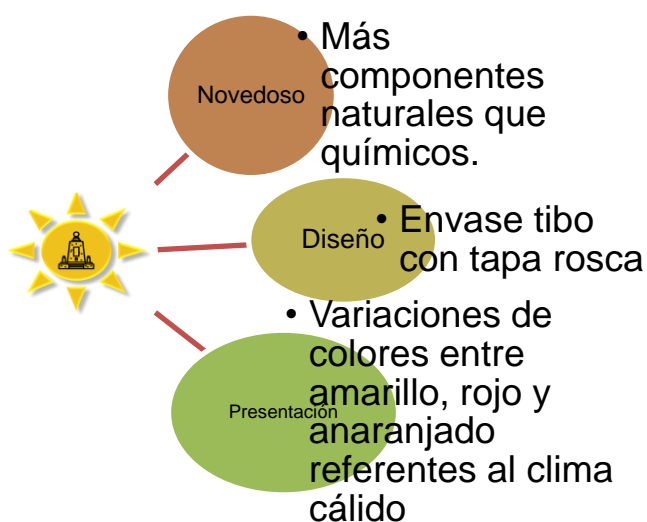 Novedoso
• Más
componentes
naturales que
químicos.
Diseño
• Envase tibo
con tapa rosca
Presentación
• Variaciones de
colores entre
amarillo, rojo y
anaranjado
referentes al clima
cálido